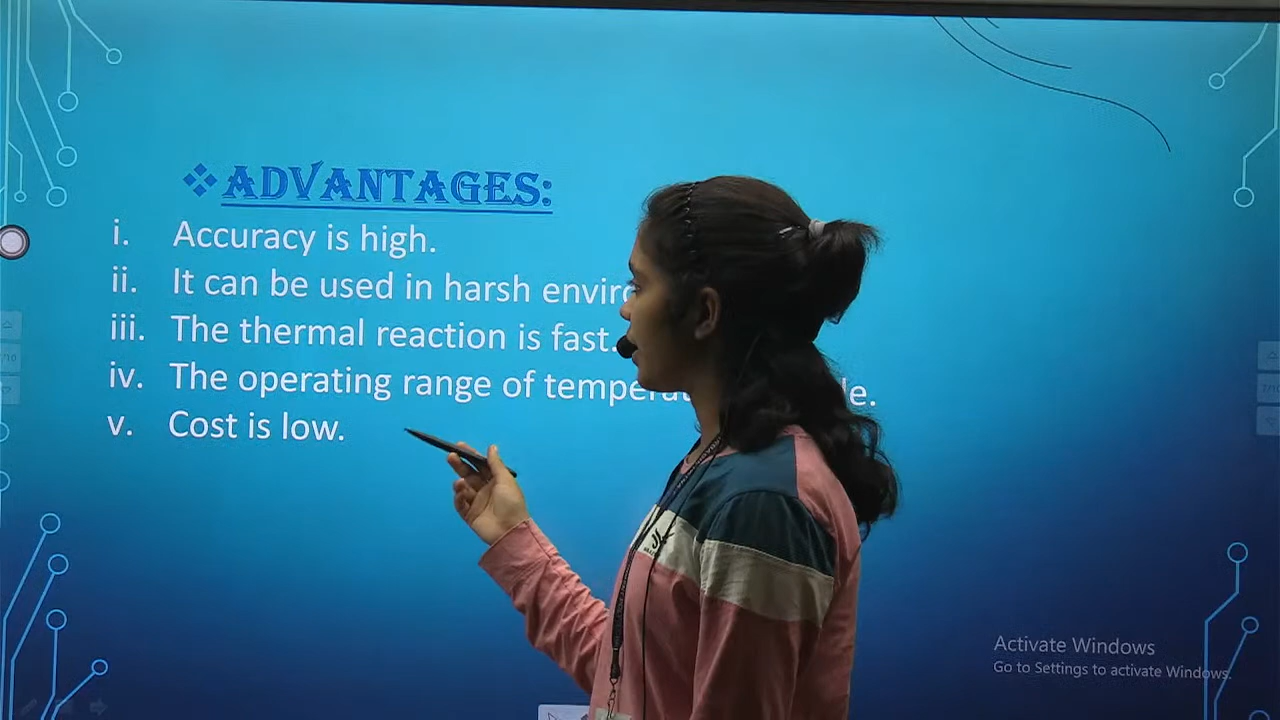 ❖ADVANTAGES:
i. Accuracy is high.
ii. It can be used in harsh
iii. The thermal reaction is fast.
iv. The operating range of
v. Cost is low.
Activate Windows
Go to Settings to activate Windows.